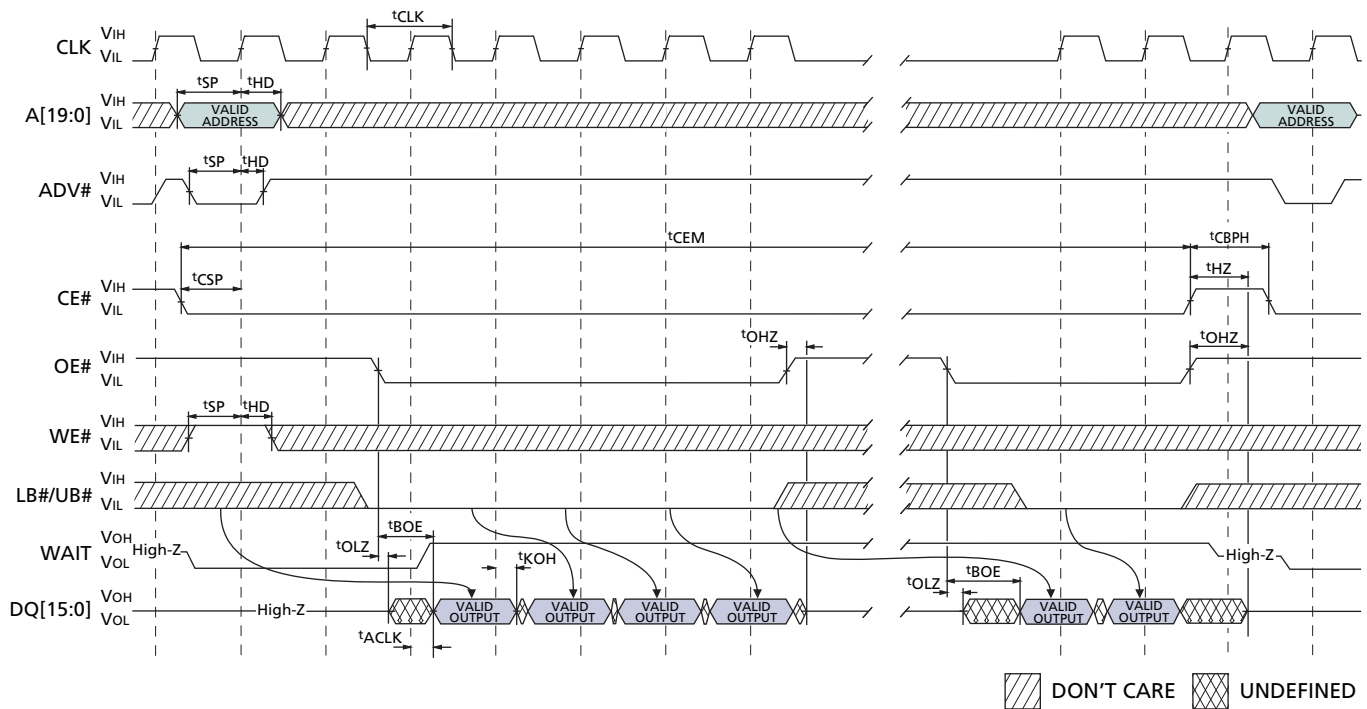 tCLK
CLK VIH
VIL
tSP tHD
A[19:0] VIH
VIL
VALID ADDRESS
VALID ADDRESS
tSP tHD
ADV# VIH
VIL
tCEM
tCBPH
tCSP
tHZ
CE# VIH
VIL
tOHZ
tOHZ
OE# VIH
VIL
tSP tHD
WE# VIH
VIL
LB#/UB# VIH
VIL
tBOE
WAIT VOH
VOL
High-Z
tOLZ
tKOH
High-Z
tOLZ
tBOE
DQ[15:0] VOH
VOL
High-Z
VALID OUTPUT
VALID OUTPUT
VALID OUTPUT
VALID OUTPUT
VALID OUTPUT
VALID OUTPUT
tACLK
DON'T CARE
UNDEFINED